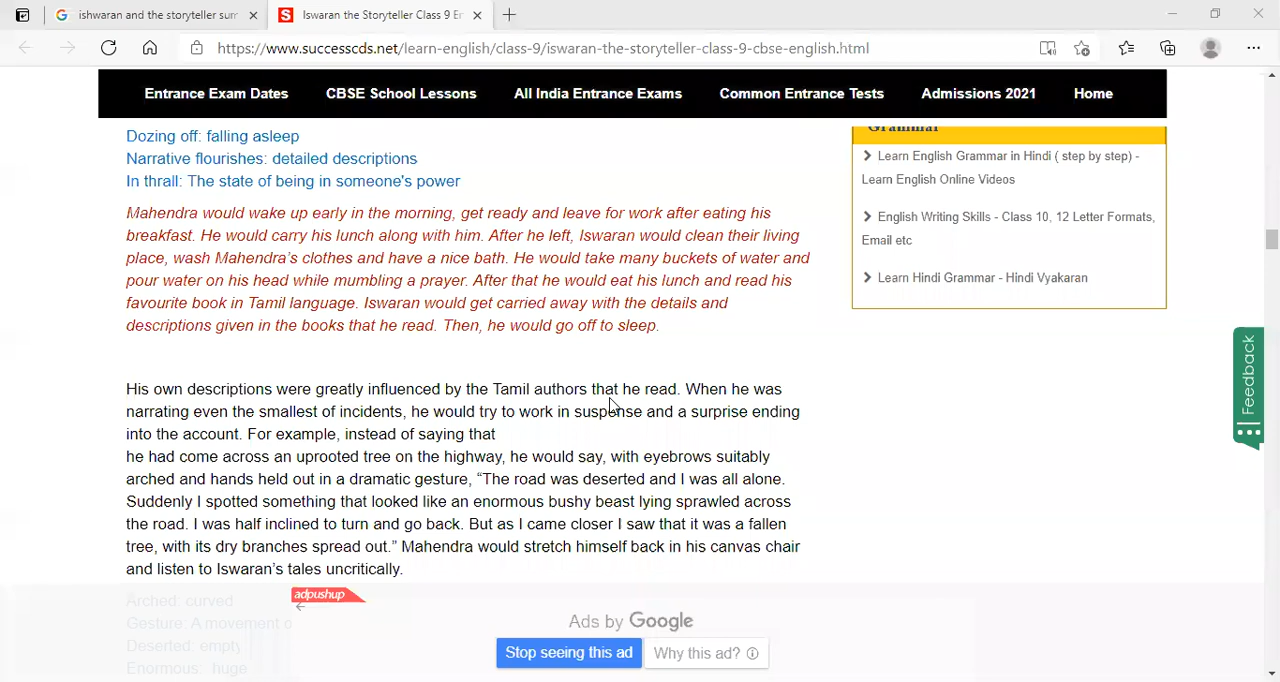 ishwaran and the storyteller sum
Iswaran the Storyteller Class 9 En
https://www.successcds.net/learn-english/class-9/iswaran-the-storyteller-class-9-cbse-english.html
Entrance Exam Dates CBSE School Lessons All India Entrance Exams Common Entrance Tests Admissions 2021 Home
Dozing off: falling asleep
Narrative flourishes: detailed descriptions
In thrall: The state of being in someone's power
Mahendra would wake up early in the morning, get ready and leave for work after eating his
breakfast. He would carry his lunch along with him. After he left, Iswaran would clean their living
place, wash Mahendra's clothes and have a nice bath. He would take many buckets of water and
pour water on his head while mumbling a prayer. After that he would eat his lunch and read his
favourite book in Tamil language. Iswaran would get carried away with the details and
descriptions given in the books that he read. Then, he would go off to sleep.
His own descriptions were greatly influenced by the Tamil authors that he read. When he was
narrating even the smallest of incidents, he would try to work in suspense and a surprise ending
into the account. For example, instead of saying that
he had come across an uprooted tree on the highway, he would say, with eyebrows suitably
arched and hands held out in a dramatic gesture, “The road was deserted and I was all alone.
Suddenly I spotted something that looked like an enormous bushy beast lying sprawled across
the road. I was half inclined to turn and go back. But as I came closer I saw that it was a fallen
tree, with its dry branches spread out.” Mahendra would stretch himself back in his canvas chair
and listen to Iswaran’s tales uncritically.
Arched: curved
Gesture: A movement o
Deserted: empty
Enormous: huge
Grammar
Learn English Grammar in Hindi ( step by step) -
Learn English Online Videos
English Writing Skills - Class 10, 12 Letter Formats,
Email etc
Learn Hindi Grammar - Hindi Vyakaran
Feedback
adpushup
Ads by Google
Stop seeing this ad
Why this ad?